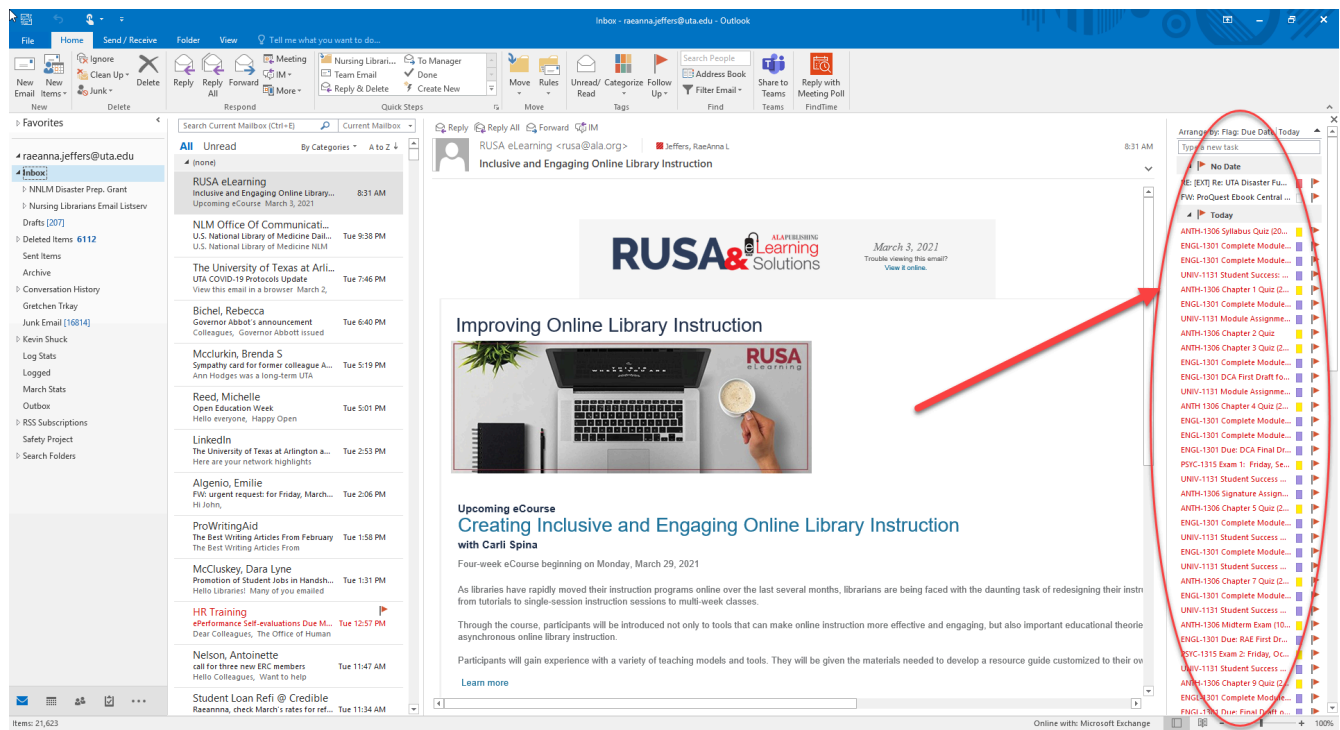 Inbox - raeanna.jeffers@uta.edu - Outlook
File Home Send / Receive Folder View Tell me what you want to do...
New Email
New Items
Ignore
Clean Up
Junk
Delete
Reply
Reply All
Forward
Meeting
IM
More
Nursing Librari...
Team Email
Reply & Delete
To Manager
Done
Create New
Move
Rules
Unread/ Read
Categorize
Follow Up
Search People
Address Book
Filter Email
Share to Teams
Reply with Meeting Poll
New Delete Respond Quick Steps Move Tags Find Teams FindTime
Favorites
raeanna.jeffers@uta.edu
Inbox
NNLM Disaster Prep. Grant
Nursing Librarians Email Listserv
Drafts [207]
Deleted Items 6112
Sent Items
Archive
Conversation History
Gretchen Trkay
Junk Email [16814]
Kevin Shuck
Log Stats
Logged
March Stats
Outbox
RSS Subscriptions
Safety Project
Search Folders
Search Current Mailbox (Ctrl+E) Current Mailbox
All Unread By Categories A to Z
(none)
RUSA eLearning
Inclusive and Engaging Online Library... 8:31 AM
Upcoming eCourse March 3, 2021
NLM Office Of Communicati...
U.S. National Library of Medicine Dail... Tue 9:38 PM
U.S. National Library of Medicine NLM
The University of Texas at Arli...
UTA COVID-19 Protocols Update Tue 7:46 PM
View this email in a browser March 2,
Bichel, Rebecca
Governor Abbot's announcement Tue 6:40 PM
Colleagues, Governor Abbott issued
Mcclurkin, Brenda S
Sympathy card for former colleague A... Tue 5:19 PM
Ann Hodges was a long-term UTA
Reed, Michelle
Open Education Week Tue 5:01 PM
Hello everyone, Happy Open
LinkedIn
The University of Texas at Arlington a... Tue 2:53 PM
Here are your network highlights
Algenio, Emilie
FW: urgent request: for Friday, March... Tue 2:06 PM
Hi John,
ProWritingAid
The Best Writing Articles From February Tue 1:58 PM
The Best Writing Articles From
McCluskey, Dara Lyne
Promotion of Student Jobs in Handsh... Tue 1:31 PM
Hello Libraries! Many of you emailed
HR Training
ePerformance Self-evaluations Due M... Tue 12:57 PM
Dear Colleagues, The Office of Human
Nelson, Antoinette
call for three new ERC members Tue 11:47 AM
Hello Colleagues, Want to help
Student Loan Refi @ Credible
Raeannna, check March's rates for ref... Tue 11:34 AM
Reply Reply All Forward IM
RUSA eLearning <rusa@ala.org> Jeffers, RaeAnna L 8:31 AM
Inclusive and Engaging Online Library Instruction
RUSA& ALAPUBLISHING eLearning Solutions
March 3, 2021
Trouble viewing this email?
View it online.
Improving Online Library Instruction
RUSA
eLearning
Upcoming eCourse
Creating Inclusive and Engaging Online Library Instruction
with Carli Spina
Four-week eCourse beginning on Monday, March 29, 2021
As libraries have rapidly moved their instruction programs online over the last several months, librarians are being faced with the daunting task of redesigning their instru
from tutorials to single-session instruction sessions to multi-week classes.
Through the course, participants will be introduced not only to tools that can make online instruction more effective and engaging, but also important educational theorie
asynchronous online library instruction.
Participants will gain experience with a variety of teaching models and tools. They will be given the materials needed to develop a resource guide customized to their ow
Learn more
Arrange by: Flag: Due Date Today
Type a new task
No Date
RE: [EXT] Re: UTA Disaster Fu...
FW: ProQuest Ebook Central ...
Today
ANTH-1306 Syllabus Quiz (20...
ENGL-1301 Complete Module...
ENGL-1301 Complete Module...
UNIV-1131 Student Success: ...
ANTH-1306 Chapter 1 Quiz (2...
ENGL-1301 Complete Module...
UNIV-1131 Module Assignme...
ANTH-1306 Chapter 2 Quiz
ANTH-1306 Chapter 3 Quiz (2...
ENGL-1301 Complete Module...
ENGL-1301 DCA First Draft fo...
UNIV-1131 Module Assignme...
ANTH 1306 Chapter 4 Quiz (2...
ENGL-1301 Complete Module...
ENGL-1301 Complete Module...
ENGL-1301 Due: DCA Final Dr...
PSYC-1315 Exam 1: Friday, Se...
UNIV-1131 Student Success ...
ANTH-1306 Signature Assign...
ANTH-1306 Chapter 5 Quiz (2...
ENGL-1301 Complete Module...
UNIV-1131 Student Success ...
ENGL-1301 Complete Module...
UNIV-1131 Student Success ...
ANTH-1306 Chapter 7 Quiz (2...
ENGL-1301 Complete Module...
UNIV-1131 Student Success ...
ANTH-1306 Midterm Exam (10...
ENGL-1301 Due: RAE First Dr...
PSYC-1315 Exam 2: Friday, Oc...
UNIV-1131 Student Success ...
ANTH-1306 Chapter 9 Quiz (2...
ENGL-1301 Complete Module...
ENGL-1301 Due: Final Draft o...
Items: 21,623
Online with: Microsoft Exchange
100%